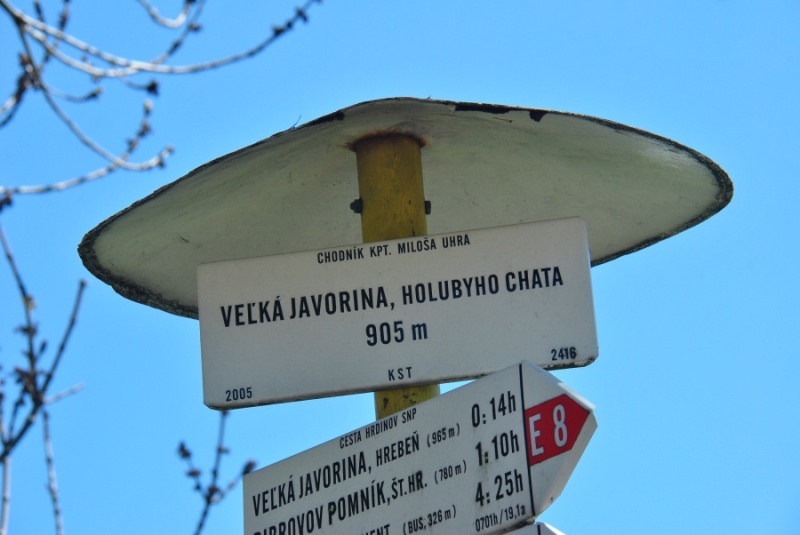 CHODNÍK KPT. MILOŠA UHRA
VEĽKÁ JAVORINA, HOLUBYHO CHATA
905 m
KST
2005
2416
CESTA HRDINOV SNP
VEĽKÁ JAVORINA, HREBEŇ (965 m) 0:14h
POMNÍK, ŠT. HR. (780 m) 1:10h
(BUS, 326 m) 4:25h
0701h/19.1s
E 8